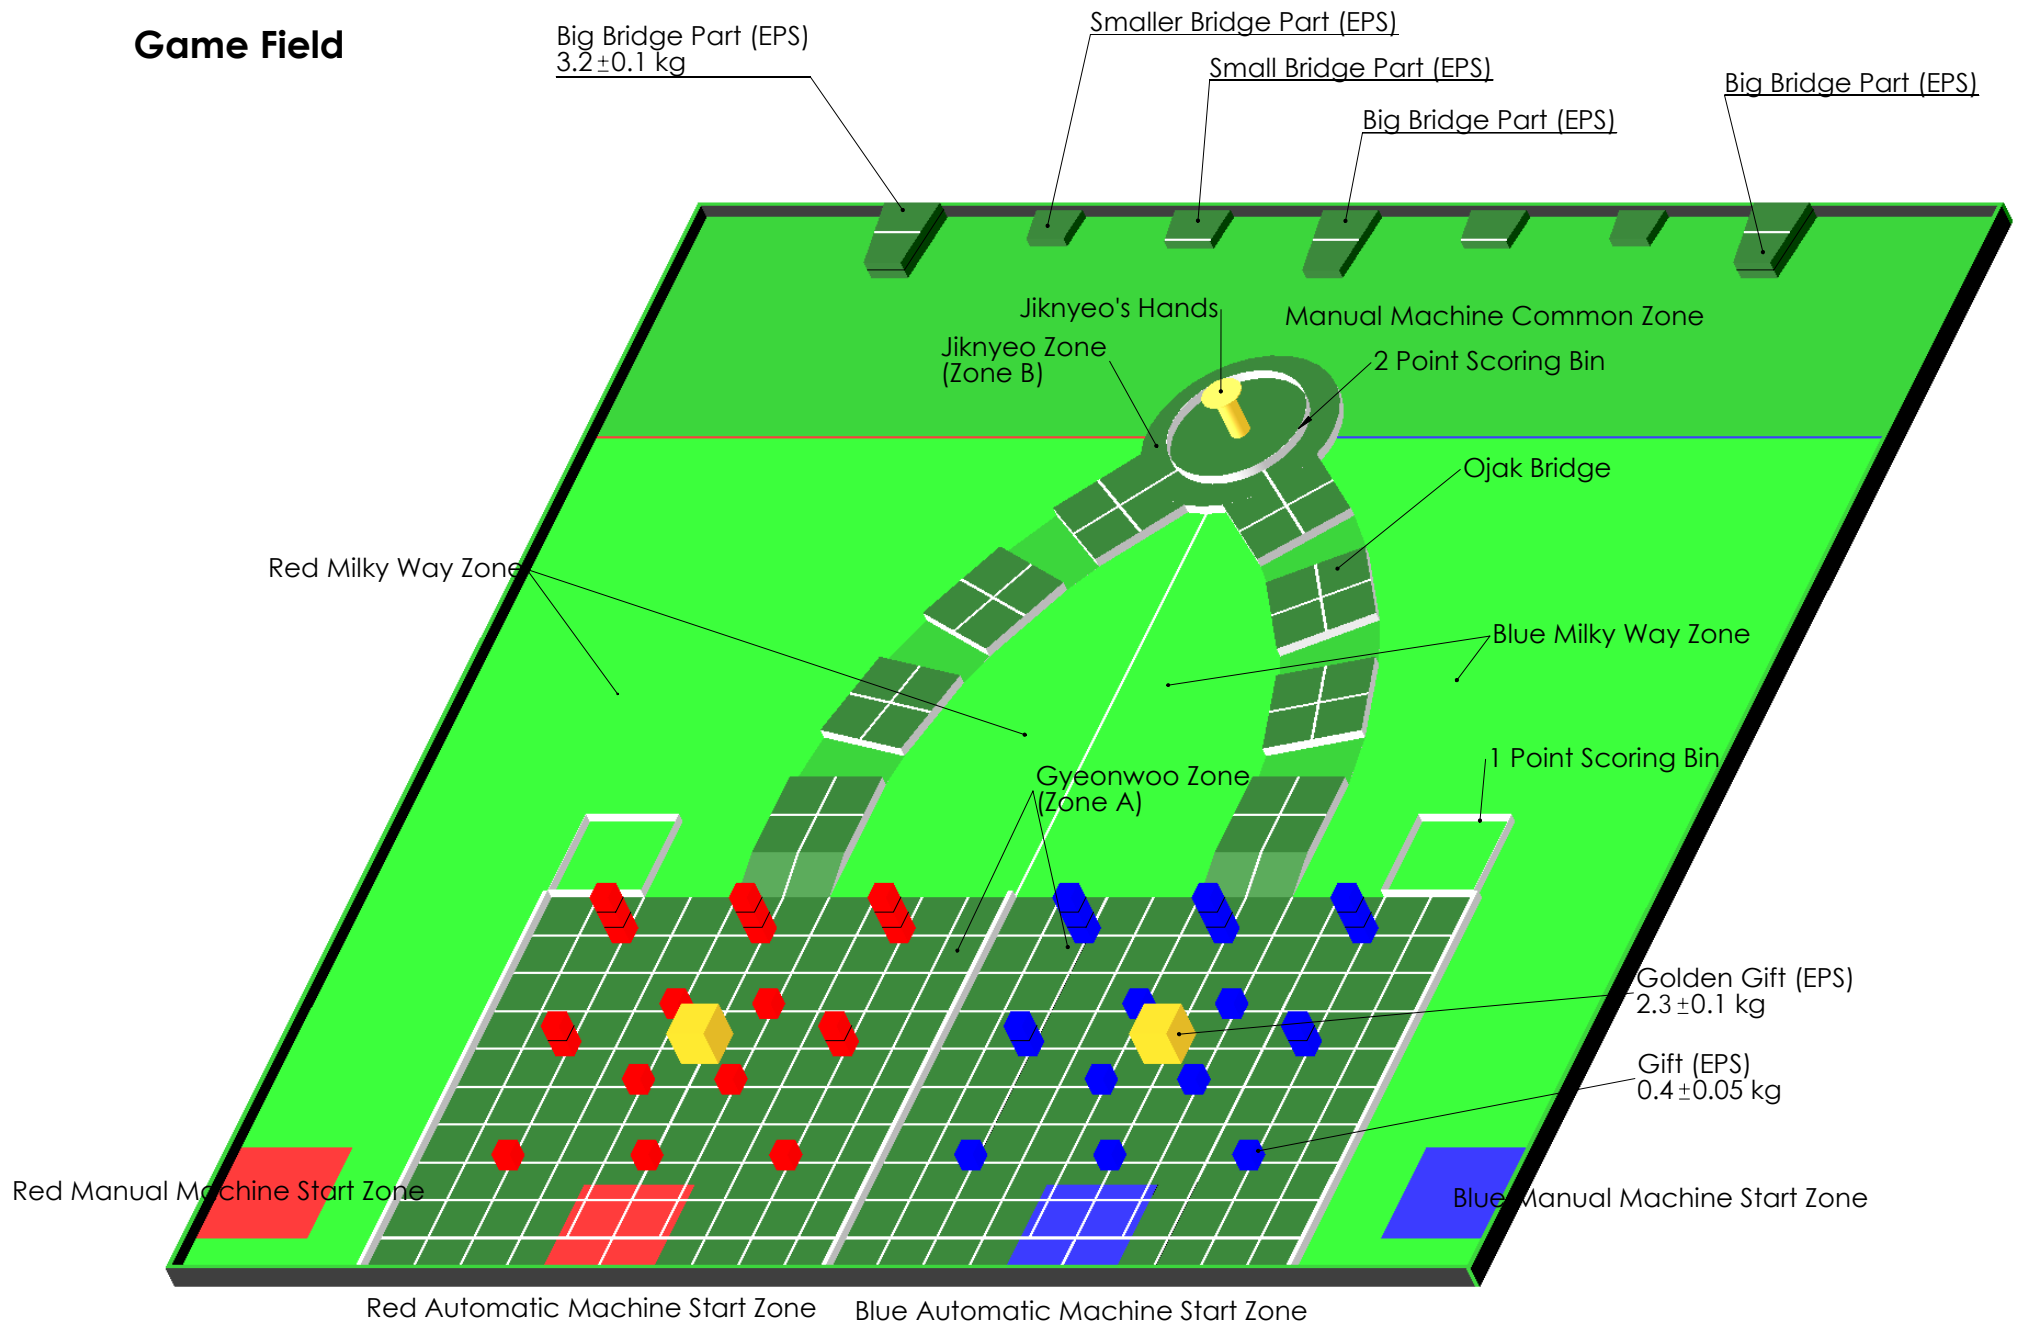 Game Field
Big Bridge Part (EPS)
3.2±0.1 kg
Smaller Bridge Part (EPS)
Small Bridge Part (EPS)
Big Bridge Part (EPS)
Big Bridge Part (EPS)
Jiknyeo's Hands
Manual Machine Common Zone
Jiknyeo Zone
(Zone B)
2 Point Scoring Bin
Ojak Bridge
Red Milky Way Zone
Blue Milky Way Zone
1 Point Scoring Bin
Gyeonwoo Zone
(Zone A)
Golden Gift (EPS)
2.3±0.1 kg
Gift (EPS)
0.4±0.05 kg
Red Manual Machine Start Zone
Blue Manual Machine Start Zone
Red Automatic Machine Start Zone
Blue Automatic Machine Start Zone